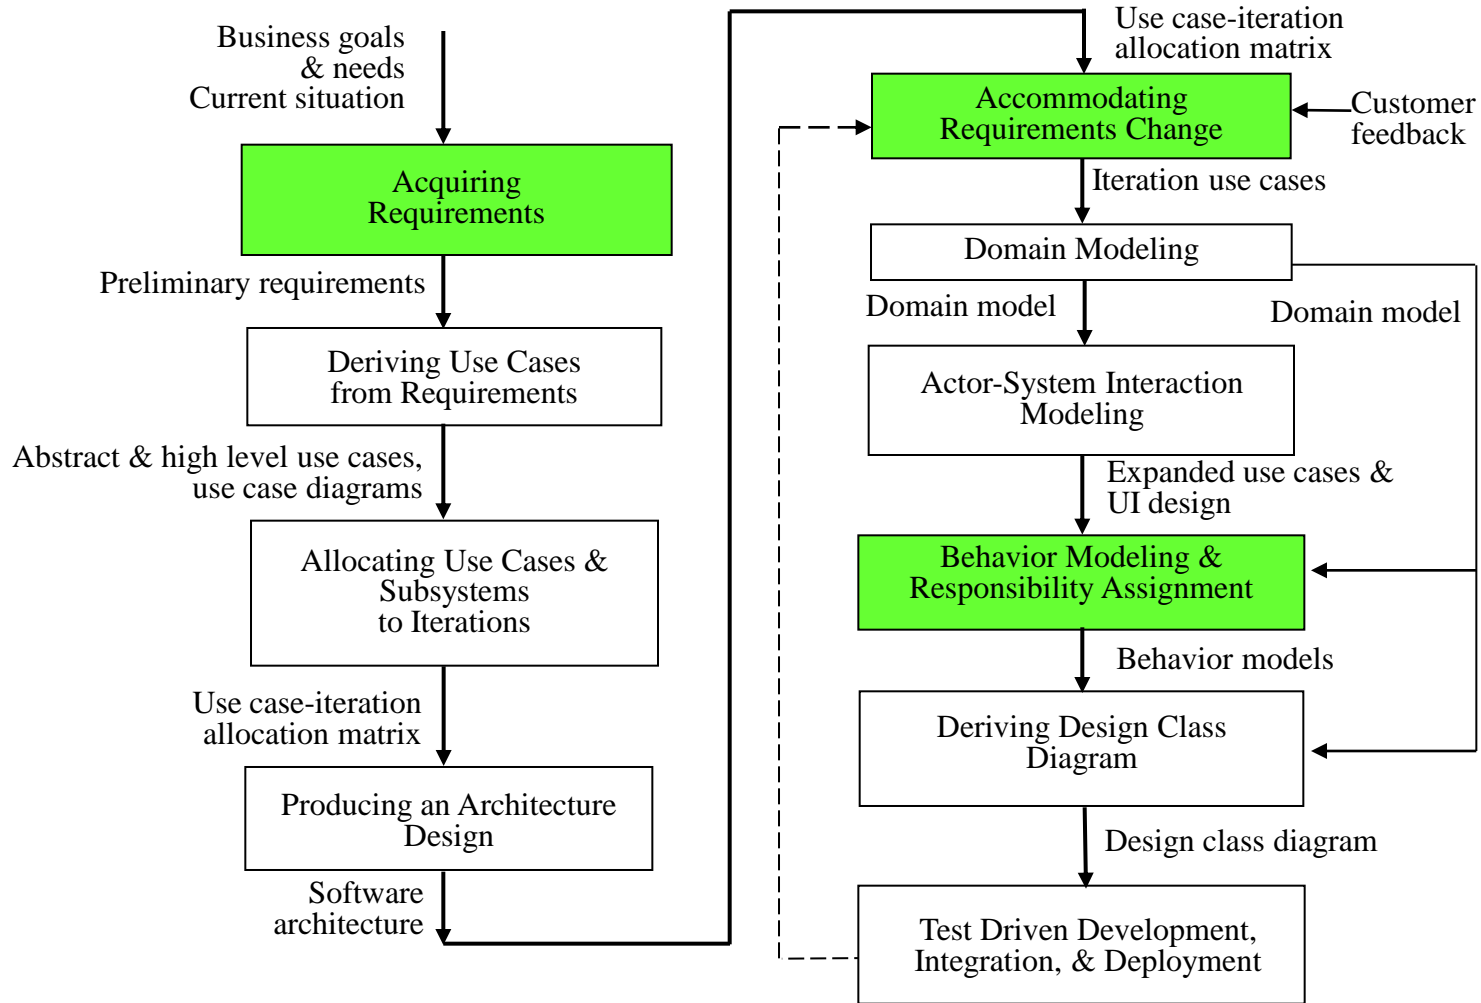 Business goals
& needs
Current situation
Acquiring
Requirements
Preliminary requirements
Deriving Use Cases
from Requirements
Abstract & high level use cases,
use case diagrams
Allocating Use Cases &
Subsystems
to Iterations
Use case-iteration
allocation matrix
Producing an Architecture
Design
Software
architecture
Use case-iteration
allocation matrix
Accommodating
Requirements Change
Customer
feedback
Iteration use cases
Domain Modeling
Domain model
Domain model
Actor-System Interaction
Modeling
Expanded use cases &
UI design
Behavior Modeling &
Responsibility Assignment
Behavior models
Deriving Design Class
Diagram
Design class diagram
Test Driven Development,
Integration, & Deployment